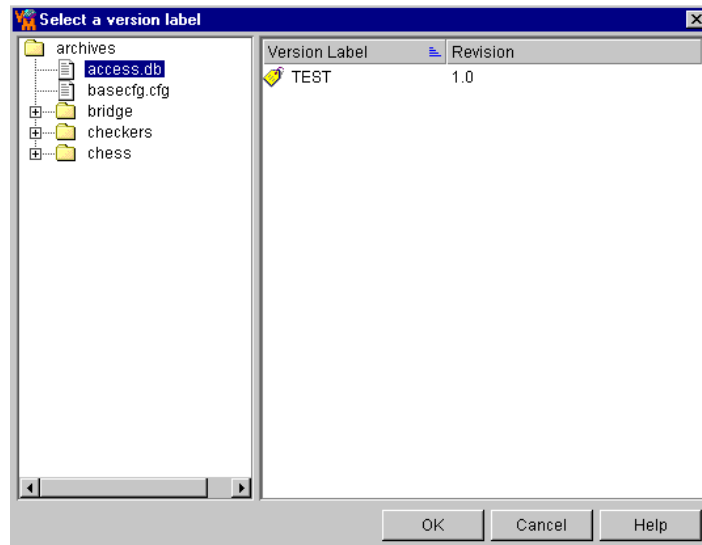 Select a version label
archives
access.db
basecfg.cfg
bridge
checkers
chess
Version Label Revision
TEST 1.0
OK Cancel Help